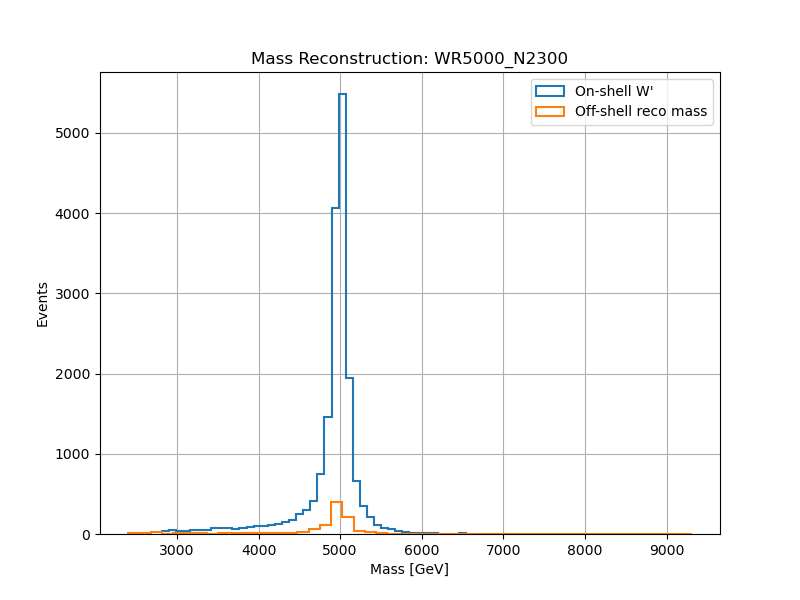 Mass Reconstruction: WR5000_N2300
On-shell W'
Off-shell reco mass
Events
5000
4000
3000
2000
1000
0
3000 4000 5000 6000 7000 8000 9000
Mass [GeV]